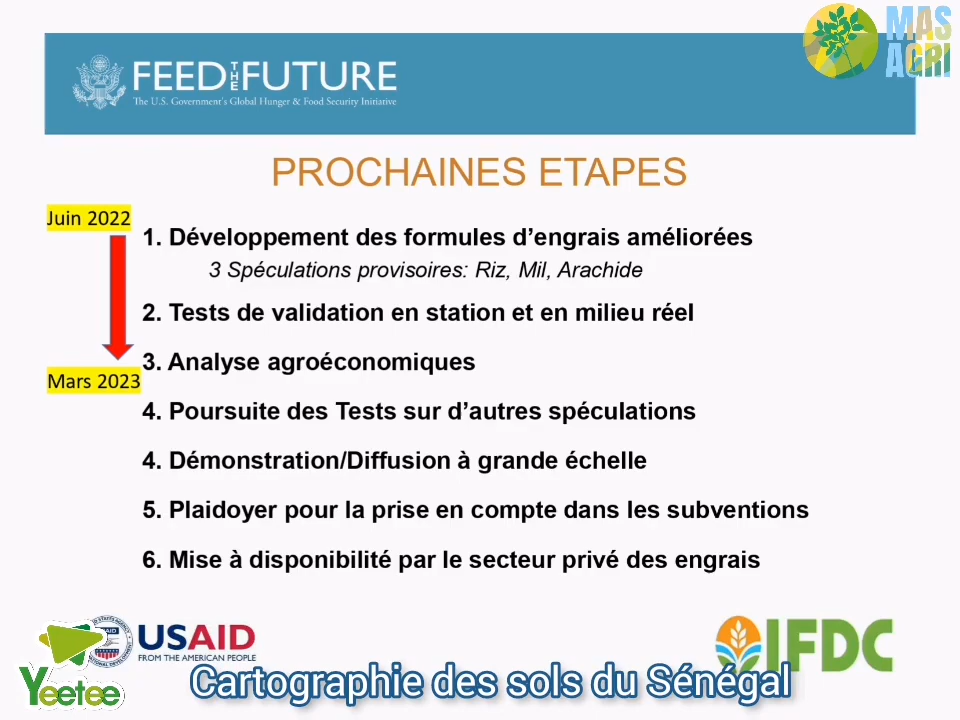 MAS
AGRI
FEED THE FUTURE
The U.S. Government's Global Hunger & Food Security Initiative
PROCHAINES ETAPES
Juin 2022
1. Développement des formules d'engrais améliorées
3 Spéculations provisoires: Riz, Mil, Arachide
2. Tests de validation en station et en milieu réel
3. Analyse agroéconomiques
Mars 2023
4. Poursuite des Tests sur d'autres spéculations
4. Démonstration/Diffusion à grande échelle
5. Plaidoyer pour la prise en compte dans les subventions
6. Mise à disponibilité par le secteur privé des engrais
USAID
FROM THE AMERICAN PEOPLE
IFDC
Yeetee
Cartographie des sols du Sénégal